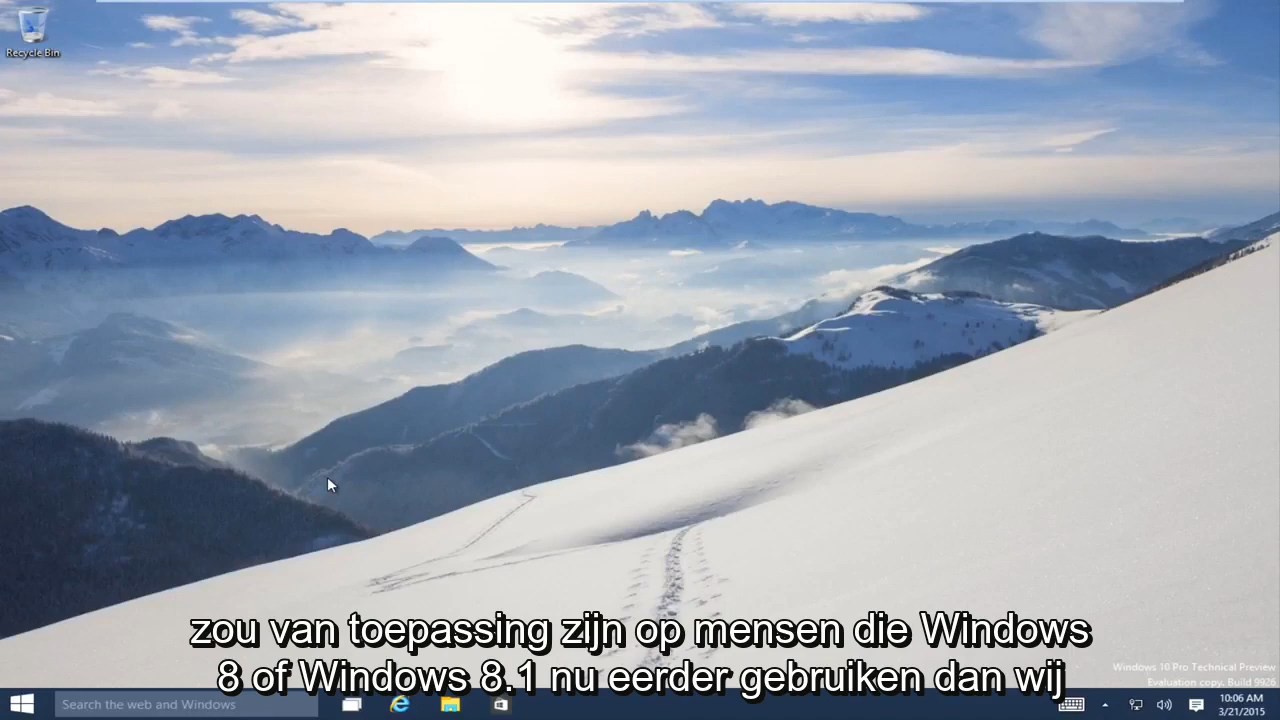 Recycle Bin
zou van toepassing zijn op mensen die Windows
8 of Windows 8.1 nu eerder gebruiken dan wij
Windows 10 Pro Technical Preview
Evaluation copy. Build 9926
Search the web and Windows
10:06 AM
3/21/2015